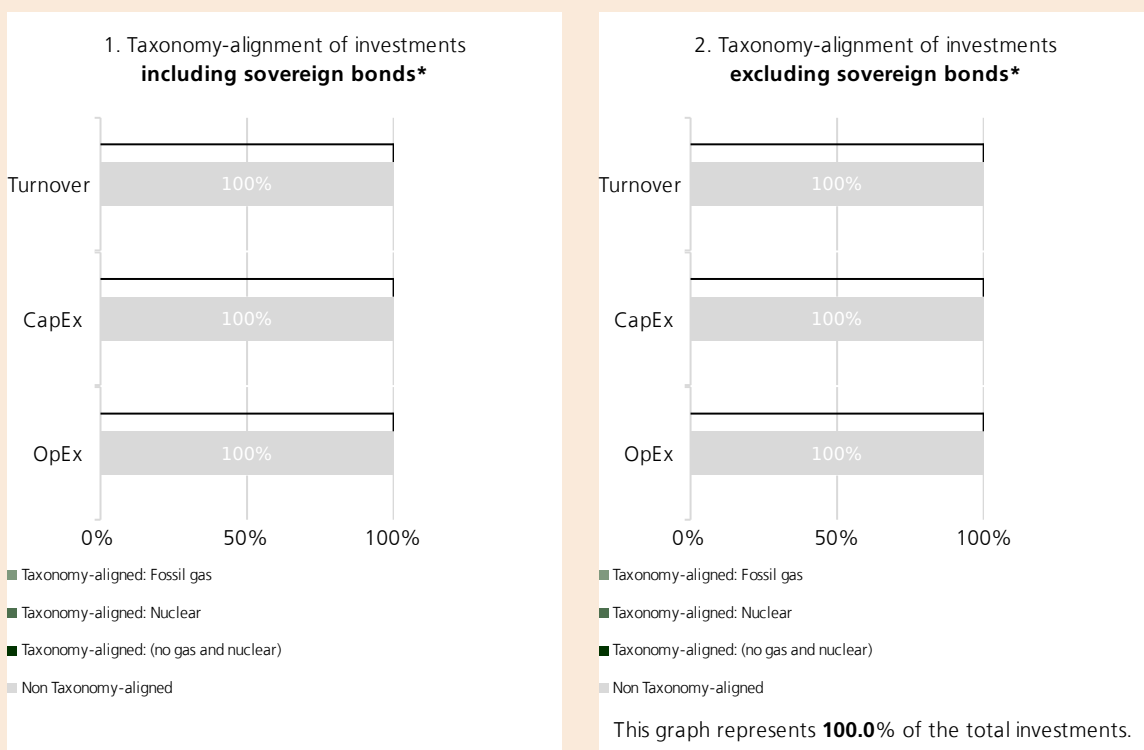 1. Taxonomy-alignment of investments
including sovereign bonds*
Turnover
100%
CapEx
100%
OpEx
100%
0% 50% 100%
Taxonomy-aligned: Fossil gas
Taxonomy-aligned: Nuclear
Taxonomy-aligned: (no gas and nuclear)
Non Taxonomy-aligned
2. Taxonomy-alignment of investments
excluding sovereign bonds*
Turnover
100%
CapEx
100%
OpEx
100%
0% 50% 100%
Taxonomy-aligned: Fossil gas
Taxonomy-aligned: Nuclear
Taxonomy-aligned: (no gas and nuclear)
Non Taxonomy-aligned
This graph represents 100.0% of the total investments.